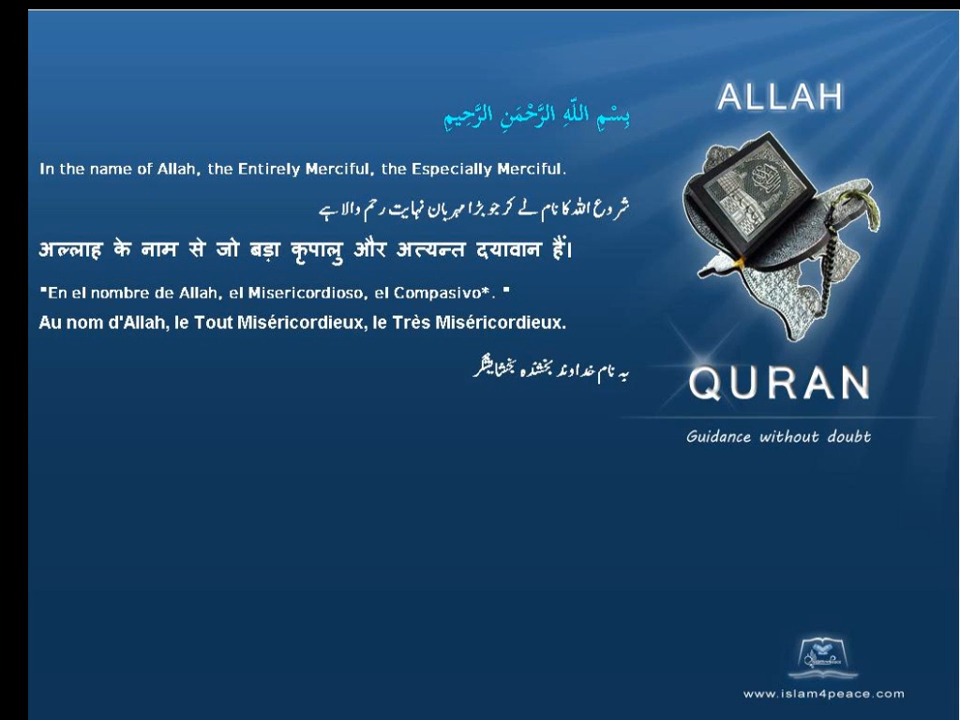 بِسْمِ اللّهِ الرَّحْمَنِ الرَّحِيمِ
In the name of Allah, the Entirely Merciful, the Especially Merciful.
شروع الله کا نام لے کر جو بڑا مہربان نہایت رحم والا ہے
अल्लाह के नाम से जो बड़ा कृपालु और अत्यन्त दयावान हैं।
"En el nombre de Allah, el Misericordioso, el Compasivo*. "
Au nom d'Allah, le Tout Miséricordieux, le Très Miséricordieux.
به نام خداوند بخشنده بخشایشگر
ALLAH
QURAN
Guidance without doubt
www.islam4peace.com